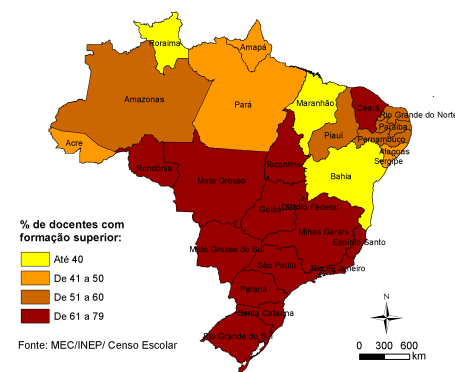 Roraima
Amapá
Amazonas
Pará
Maranhão
Ceará
Rio Grande do Norte
Paraíba
Piauí
Pernambuco
Acre
Alagoas
Sergipe
Rondônia
Tocantins
Mato Grosso
Bahia
Goiás
Distrito Federal
Minas Gerais
Mato Grosso do Sul
Espírito Santo
São Paulo
Rio de Janeiro
Paraná
Santa Catarina
Rio Grande do Sul
% de docentes com
formação superior:
Até 40
De 41 a 50
De 51 a 60
De 61 a 79
Fonte: MEC/INEP/ Censo Escolar
N
0 300 600
km